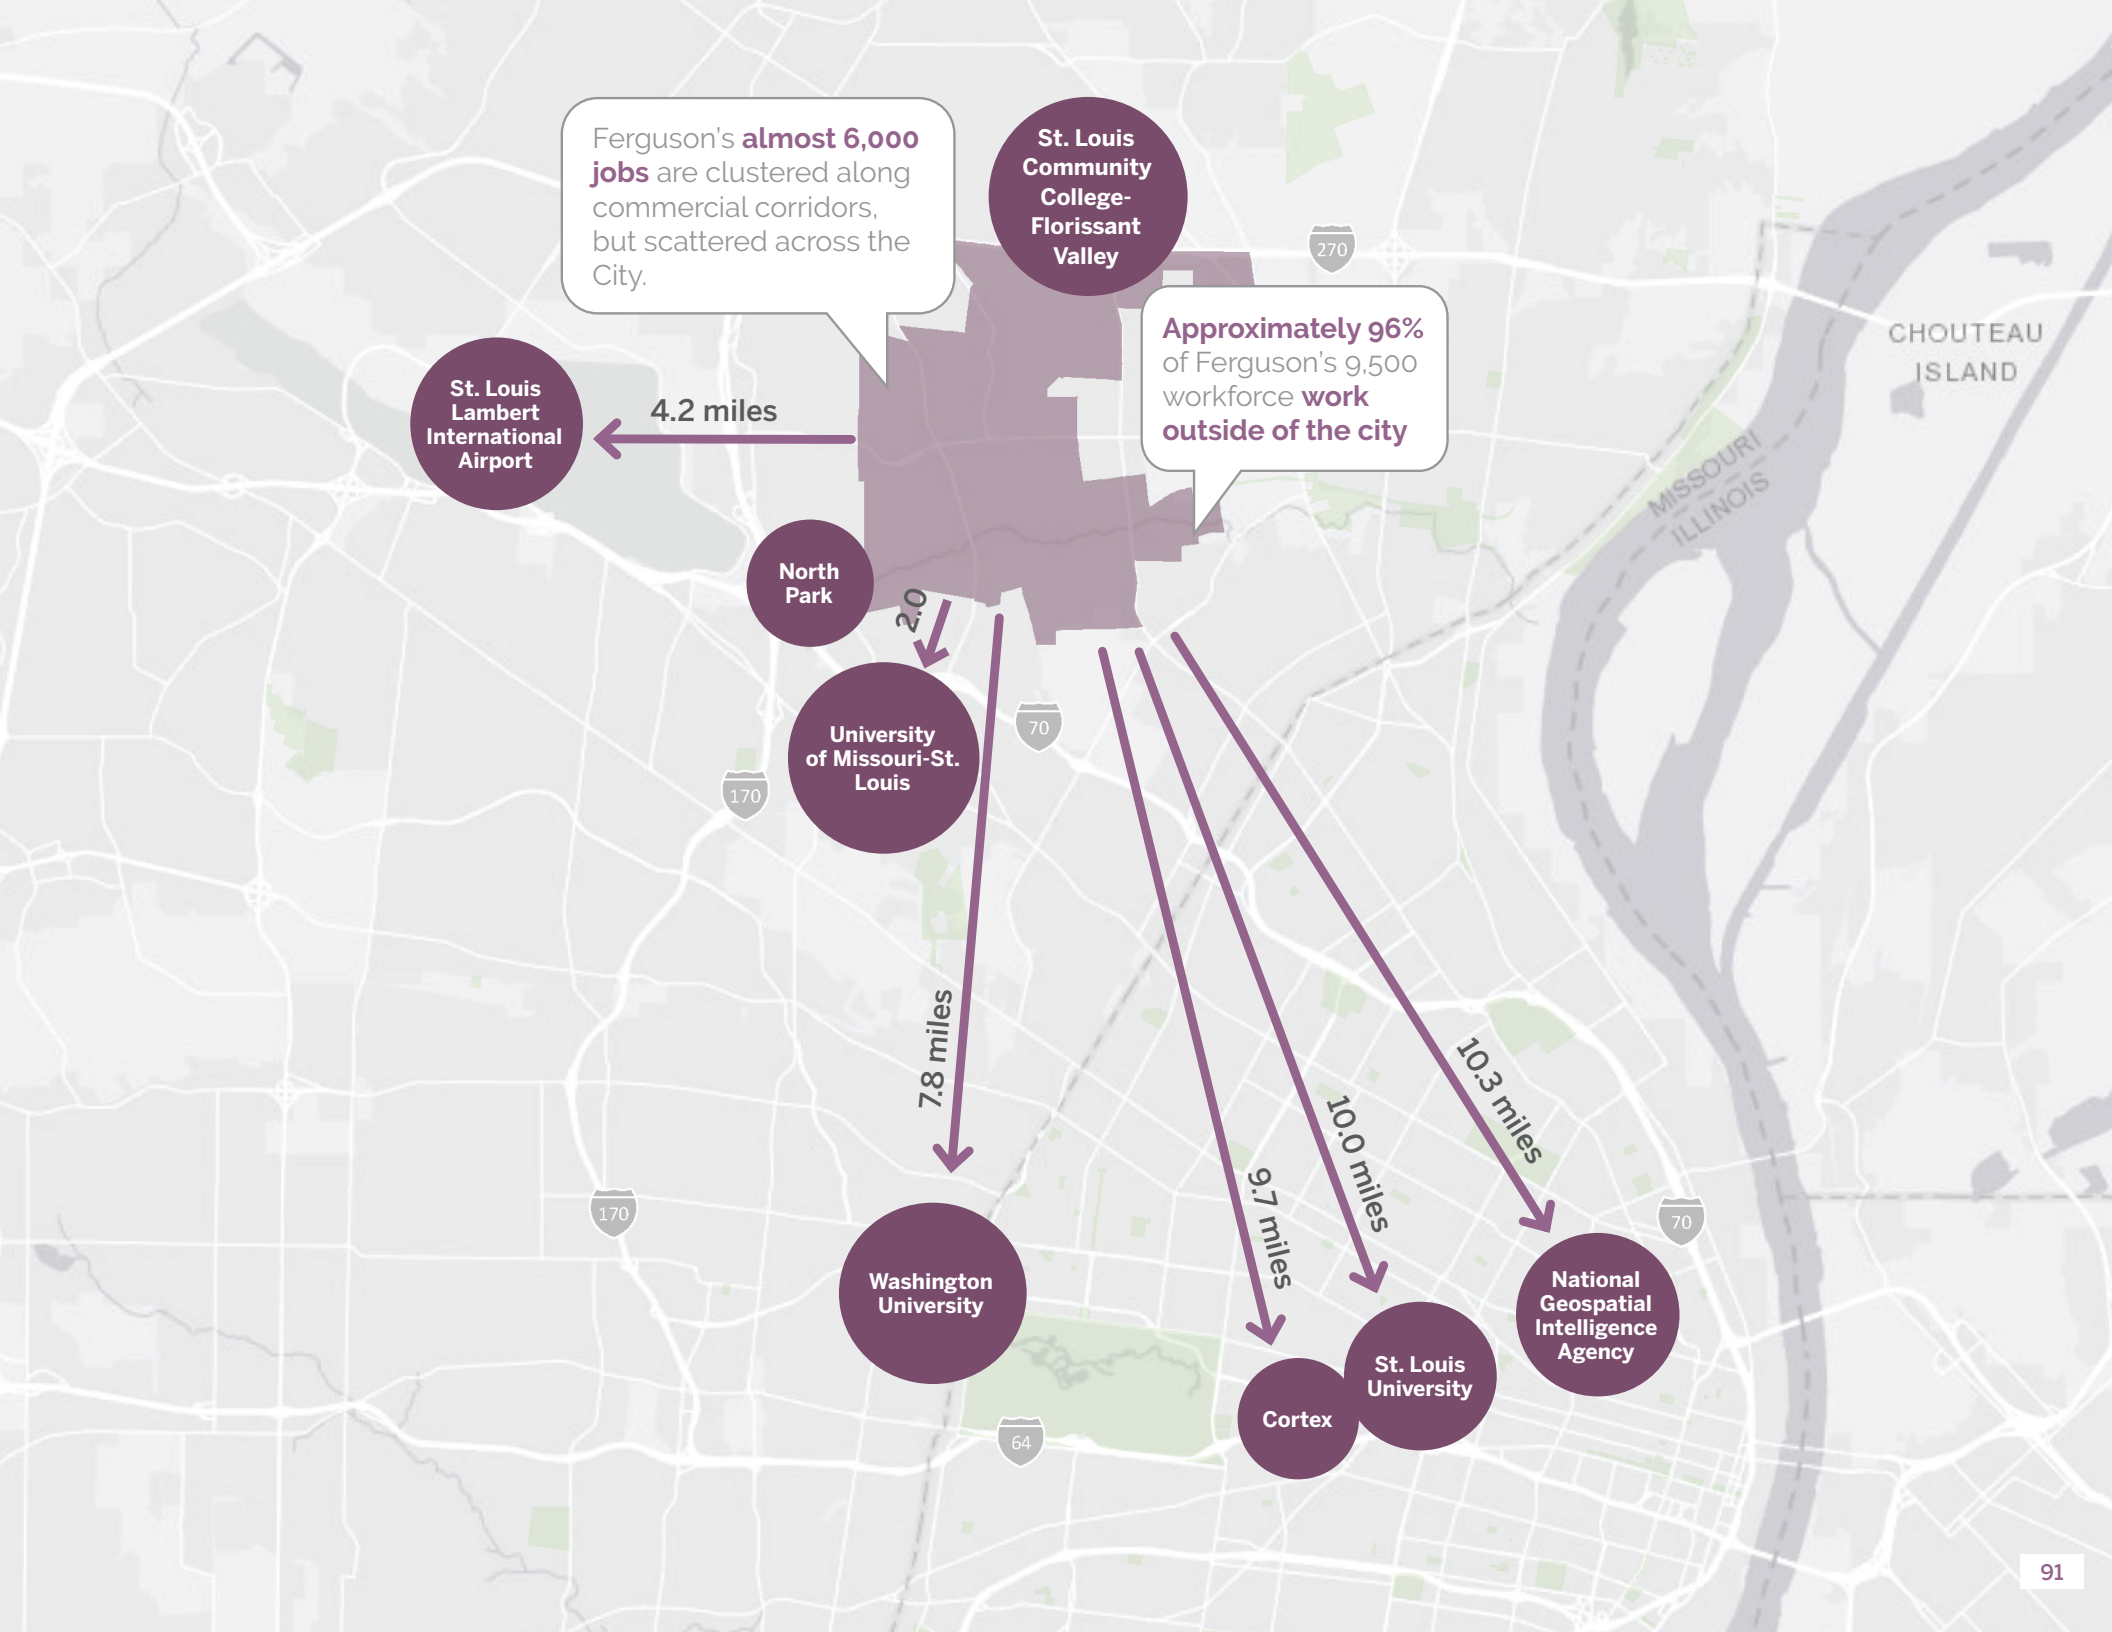 Ferguson's almost 6,000
jobs are clustered along
commercial corridors,
but scattered across the
City.
St. Louis
Community
College-
Florissant
Valley
270
Approximately 96%
of Ferguson's 9,500
workforce work
outside of the city
CHOUTEAU
ISLAND
St. Louis
Lambert
International
Airport
4.2 miles
MISSOURI
ILLINOIS
North
Park
2.0
University
of Missouri-St.
Louis
70
170
7.8 miles
9.7 miles
10.0 miles
10.3 miles
170
70
Washington
University
National
Geospatial
Intelligence
Agency
St. Louis
University
Cortex
64
91